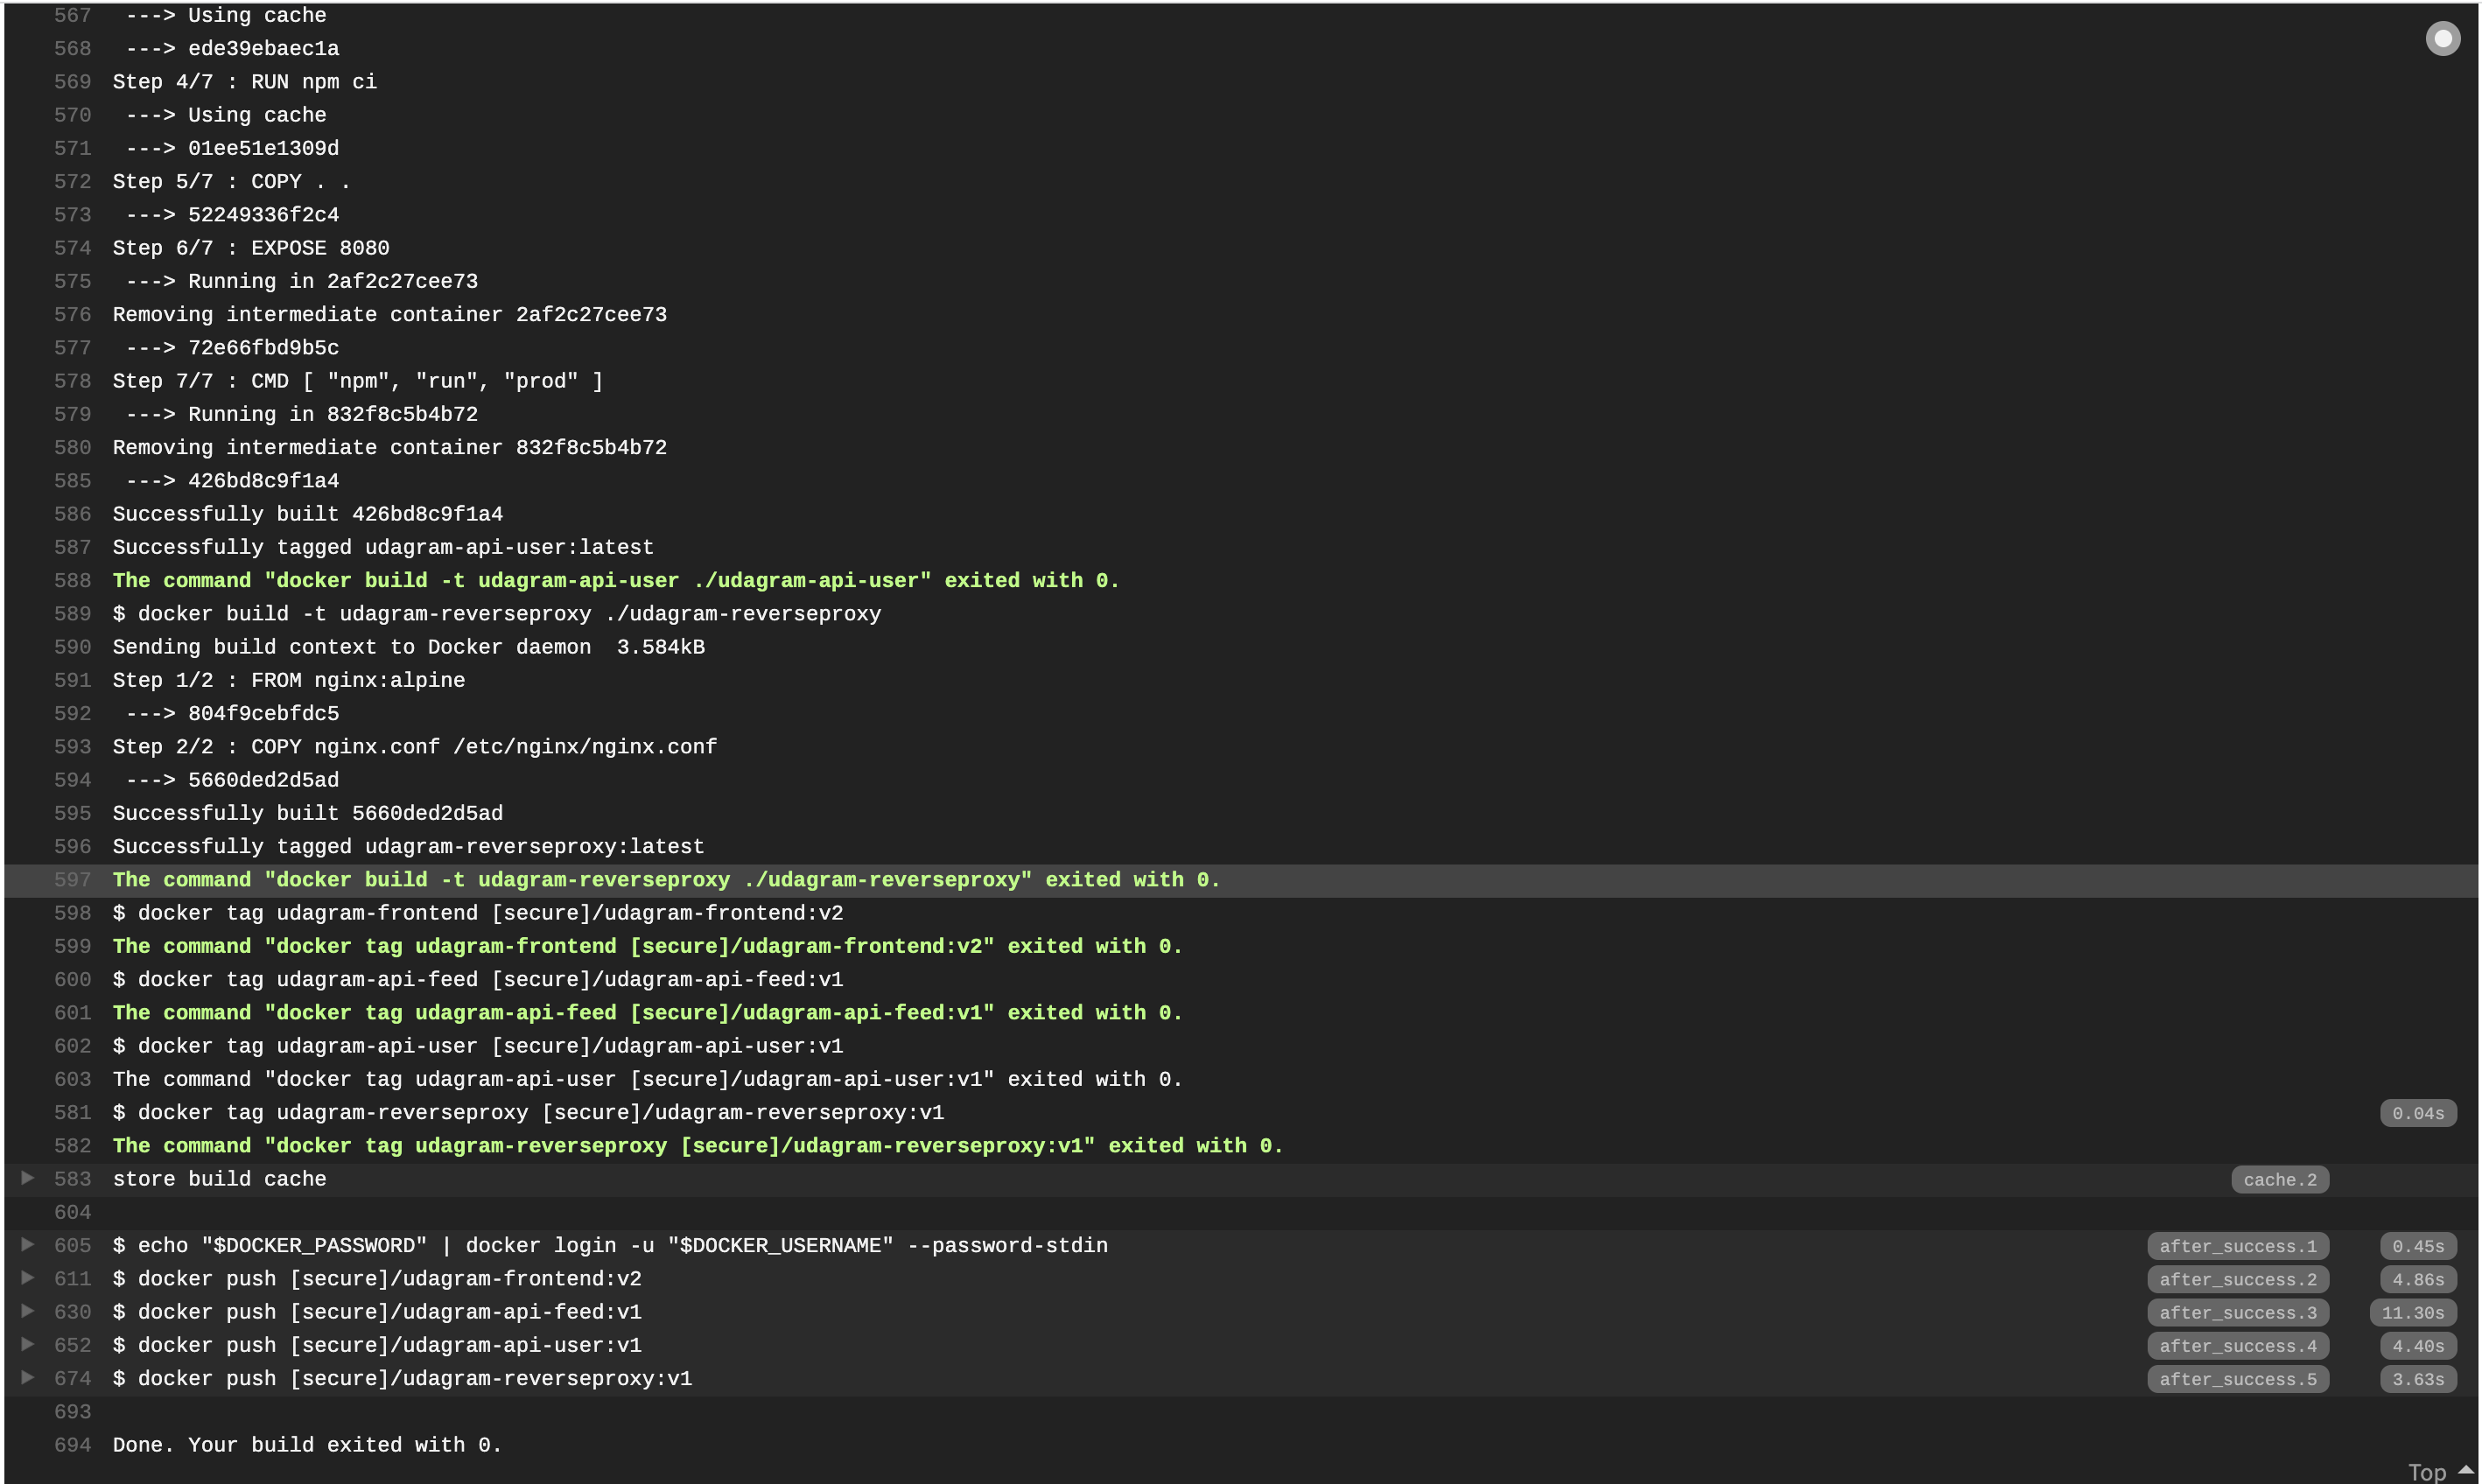 567 ---> Using cache
568 ---> ede39ebaec1a
569 Step 4/7 : RUN npm ci
570 ---> Using cache
571 ---> 01ee51e1309d
572 Step 5/7 : COPY . .
573 ---> 52249336f2c4
574 Step 6/7 : EXPOSE 8080
575 ---> Running in 2af2c27cee73
576 Removing intermediate container 2af2c27cee73
577 ---> 72e66fbd9b5c
578 Step 7/7 : CMD [ "npm", "run", "prod" ]
579 ---> Running in 832f8c5b4b72
580 Removing intermediate container 832f8c5b4b72
585 ---> 426bd8c9f1a4
586 Successfully built 426bd8c9f1a4
587 Successfully tagged udagram-api-user:latest
588 The command "docker build -t udagram-api-user ./udagram-api-user" exited with 0.
589 $ docker build -t udagram-reverseproxy ./udagram-reverseproxy
590 Sending build context to Docker daemon  3.584kB
591 Step 1/2 : FROM nginx:alpine
592 ---> 804f9cebfdc5
593 Step 2/2 : COPY nginx.conf /etc/nginx/nginx.conf
594 ---> 5660ded2d5ad
595 Successfully built 5660ded2d5ad
596 Successfully tagged udagram-reverseproxy:latest
597 The command "docker build -t udagram-reverseproxy ./udagram-reverseproxy" exited with 0.
598 $ docker tag udagram-frontend [secure]/udagram-frontend:v2
599 The command "docker tag udagram-frontend [secure]/udagram-frontend:v2" exited with 0.
600 $ docker tag udagram-api-feed [secure]/udagram-api-feed:v1
601 The command "docker tag udagram-api-feed [secure]/udagram-api-feed:v1" exited with 0.
602 $ docker tag udagram-api-user [secure]/udagram-api-user:v1
603 The command "docker tag udagram-api-user [secure]/udagram-api-user:v1" exited with 0.
581 $ docker tag udagram-reverseproxy [secure]/udagram-reverseproxy:v1 0.04s
582 The command "docker tag udagram-reverseproxy [secure]/udagram-reverseproxy:v1" exited with 0.
583 store build cache cache.2
604
605 $ echo "$DOCKER_PASSWORD" | docker login -u "$DOCKER_USERNAME" --password-stdin after_success.1 0.45s
611 $ docker push [secure]/udagram-frontend:v2 after_success.2 4.86s
630 $ docker push [secure]/udagram-api-feed:v1 after_success.3 11.30s
652 $ docker push [secure]/udagram-api-user:v1 after_success.4 4.40s
674 $ docker push [secure]/udagram-reverseproxy:v1 after_success.5 3.63s
693
694 Done. Your build exited with 0.
Top